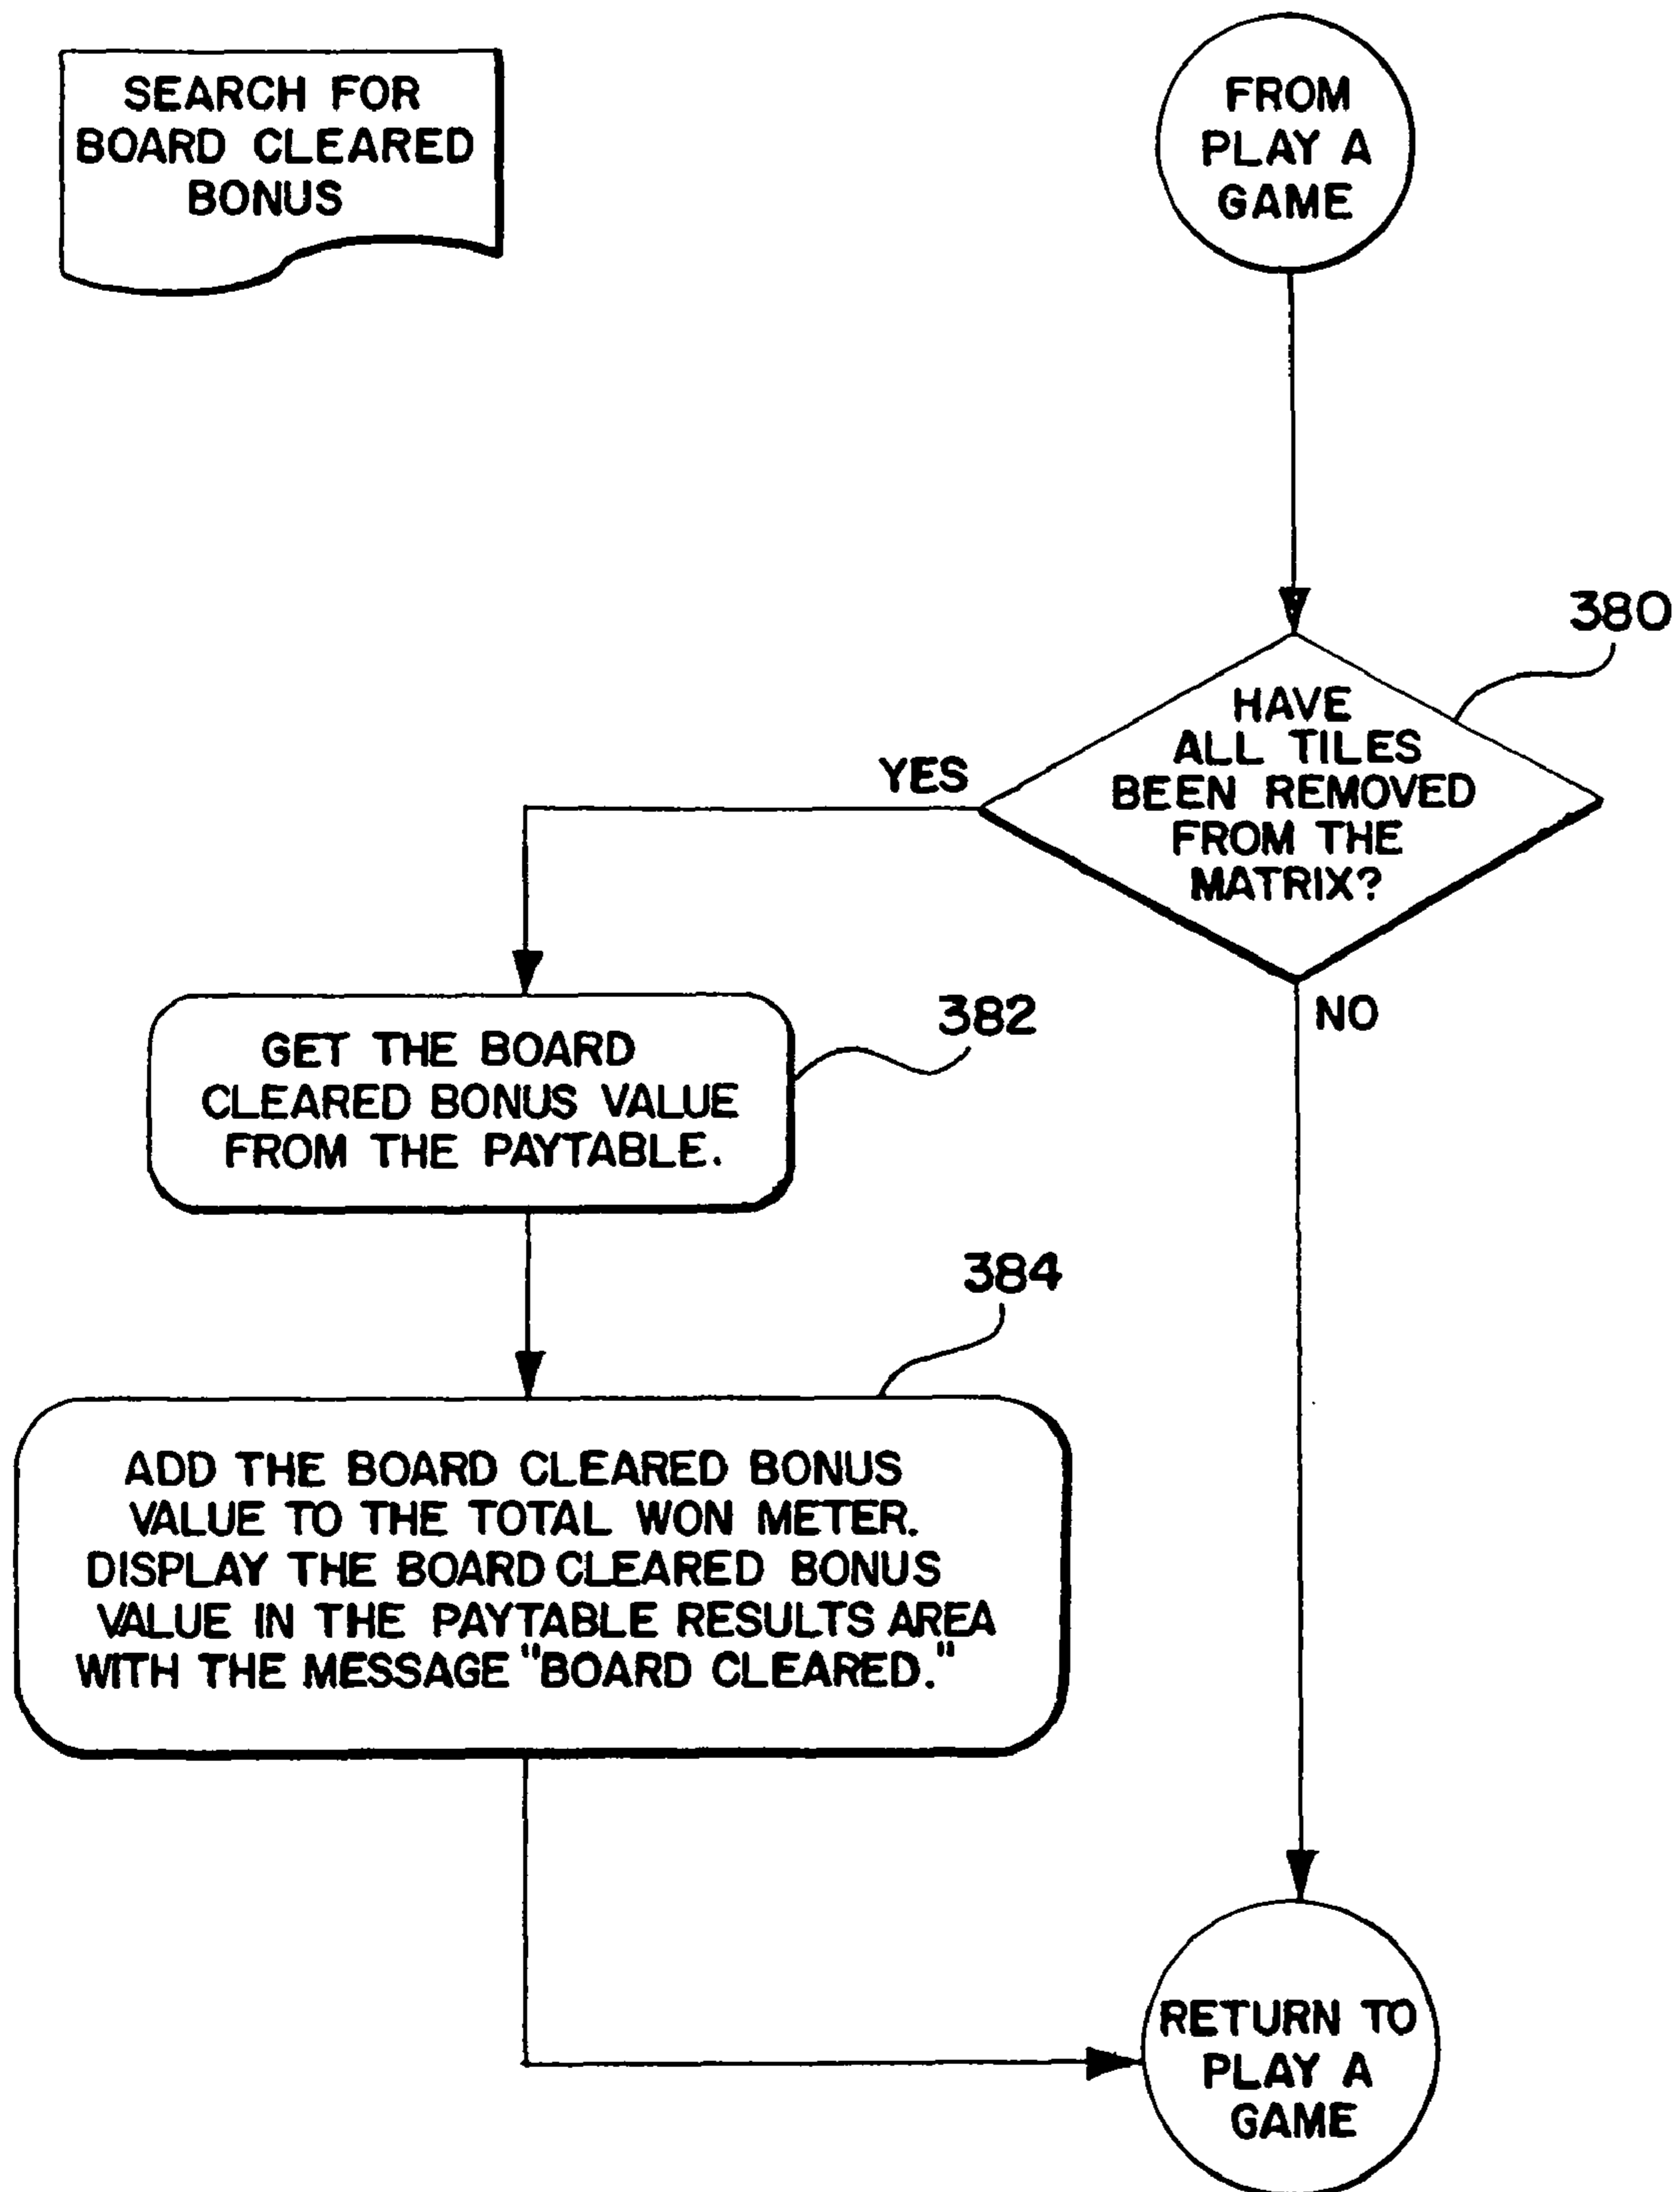 SEARCH FOR
BOARD CLEARED
BONUS
FROM
PLAY A
GAME
380
HAVE
ALL TILES
BEEN REMOVED
FROM THE
MATRIX?
YES
NO
382
GET THE BOARD
CLEARED BONUS VALUE
FROM THE PAYTABLE.
384
ADD THE BOARD CLEARED BONUS
VALUE TO THE TOTAL WON METER.
DISPLAY THE BOARD CLEARED BONUS
VALUE IN THE PAYTABLE RESULTS AREA
WITH THE MESSAGE "BOARD CLEARED."
RETURN TO
PLAY A
GAME